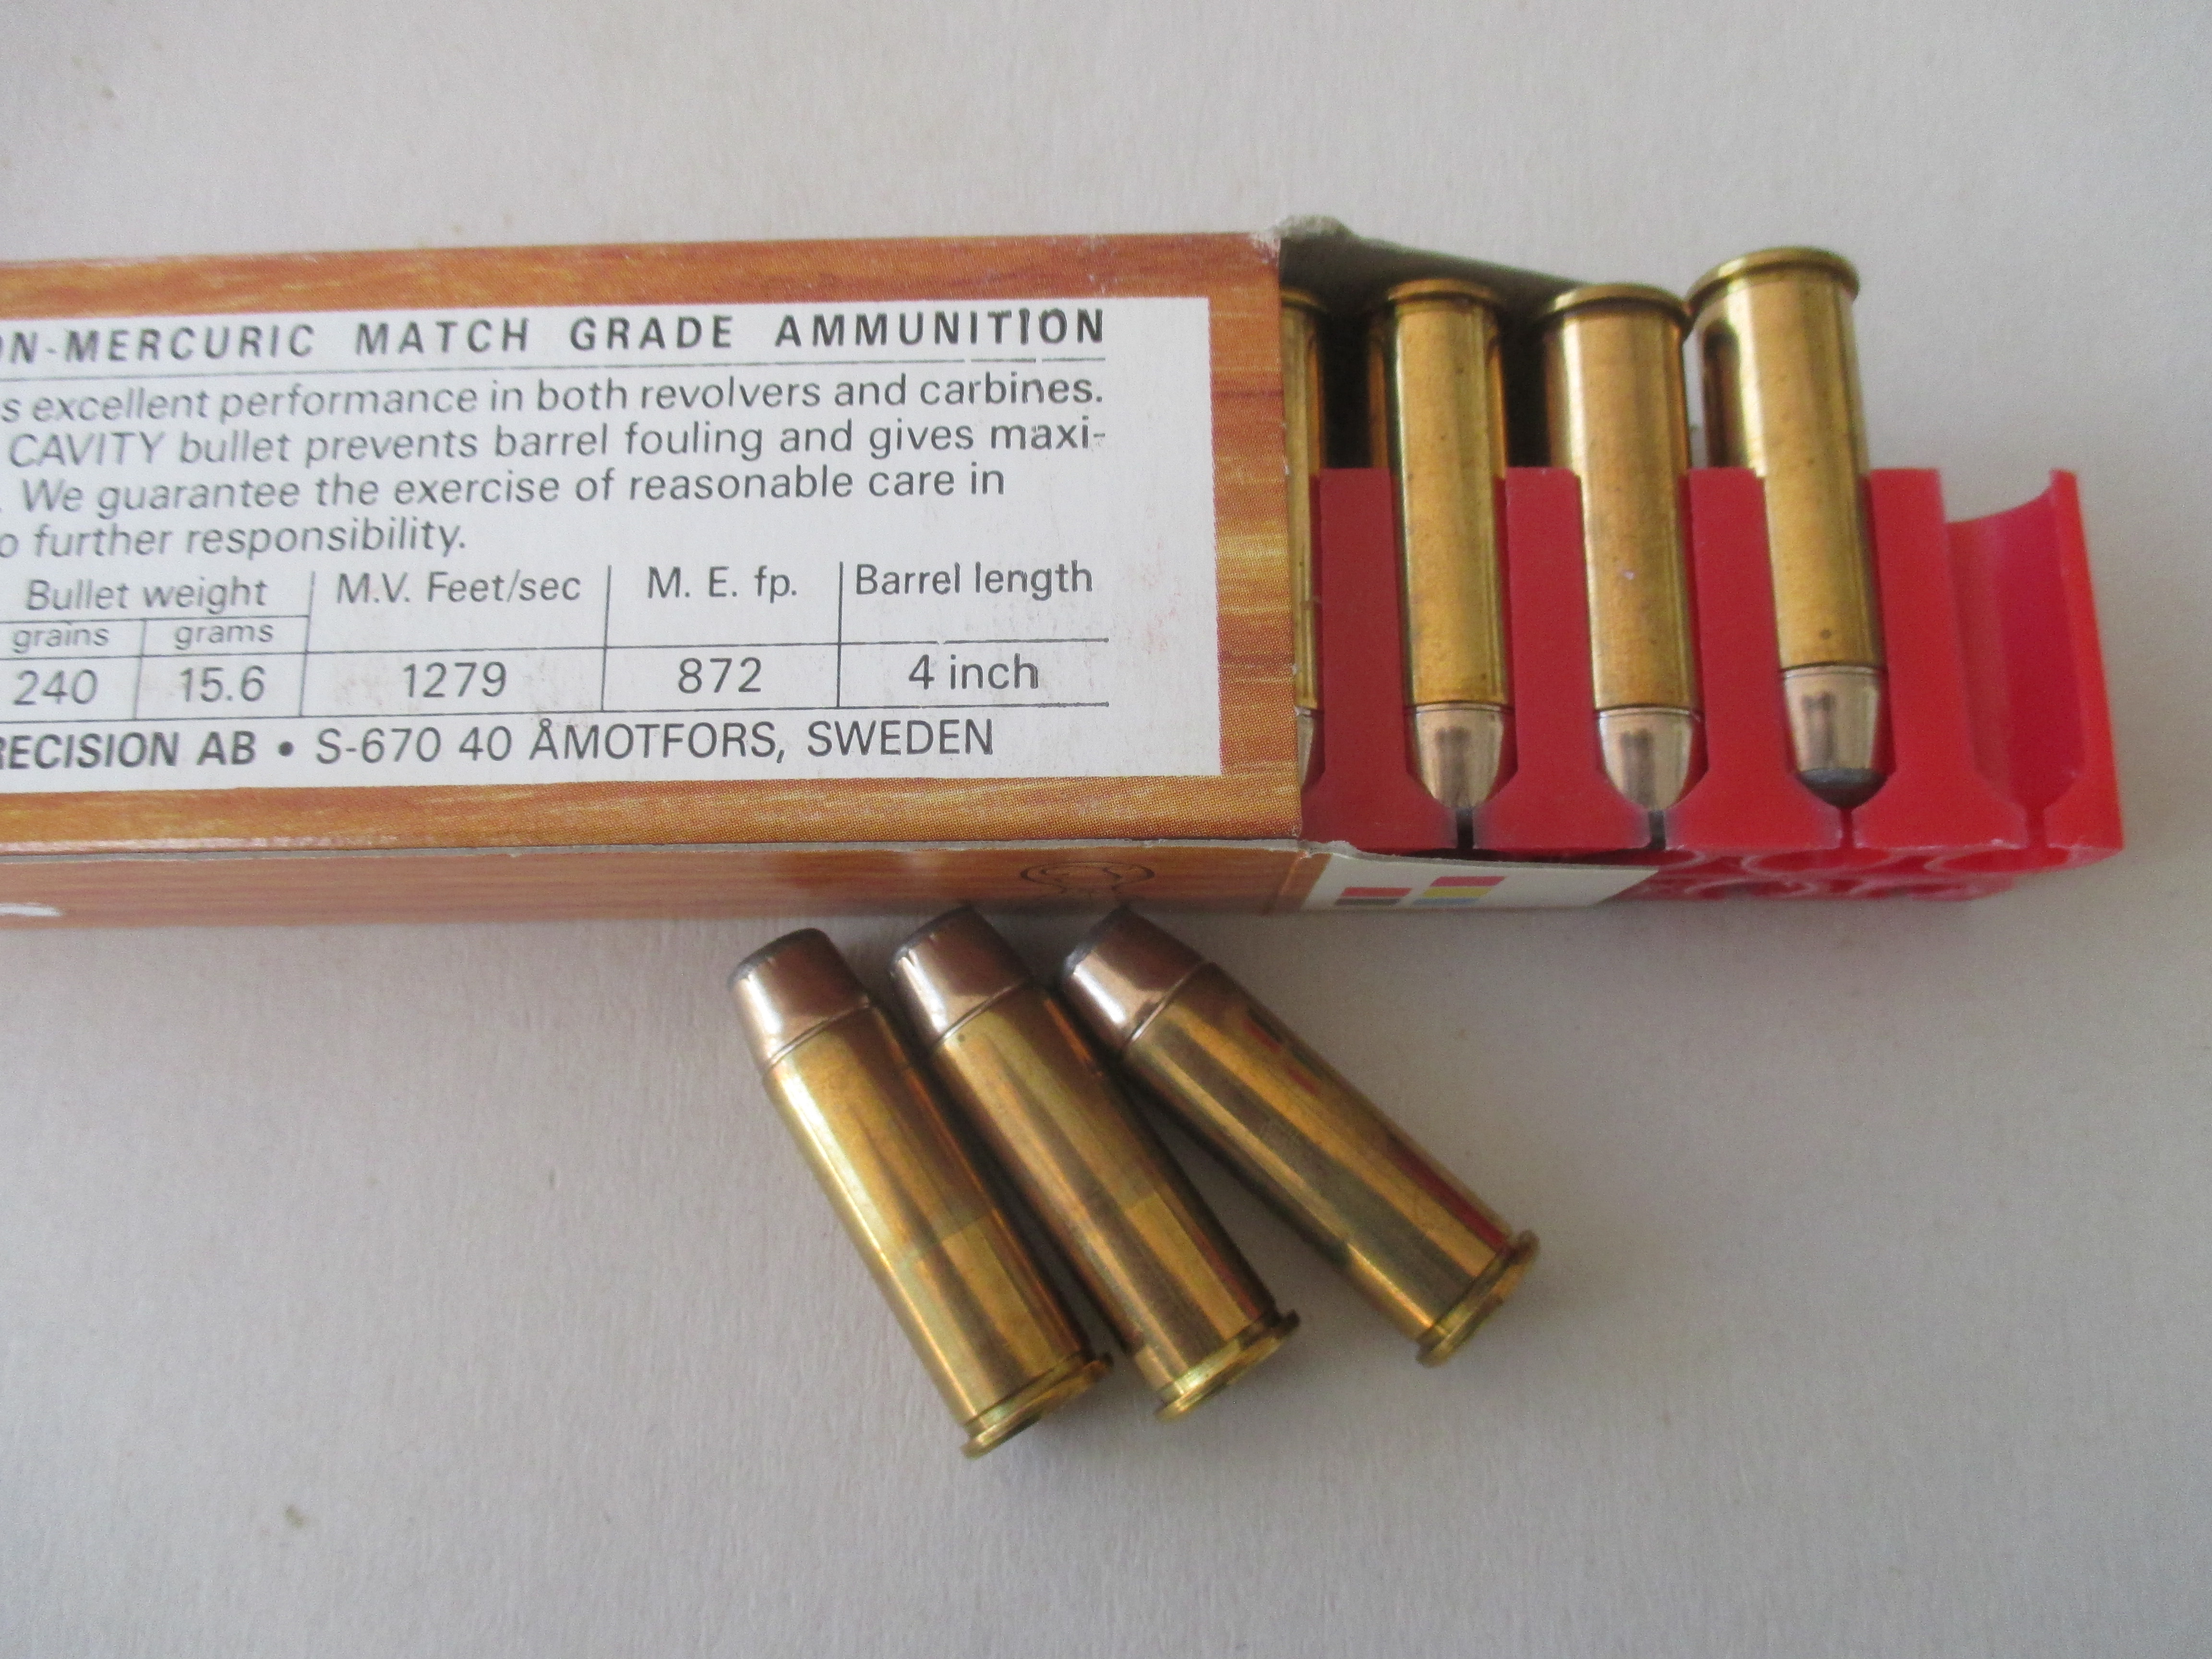 ON-MERCURIC MATCH GRADE AMMUNITION
s excellent performance in both revolvers and carbines.
CAVITY bullet prevents barrel fouling and gives maxi-
. We guarantee the exercise of reasonable care in
o further responsibility.
Bullet weight M.V. Feet/sec M. E. fp. Barrel length
grains grams
240 15.6 1279 872 4 inch
RECISION AB • S-670 40 ÅMOTFORS, SWEDEN